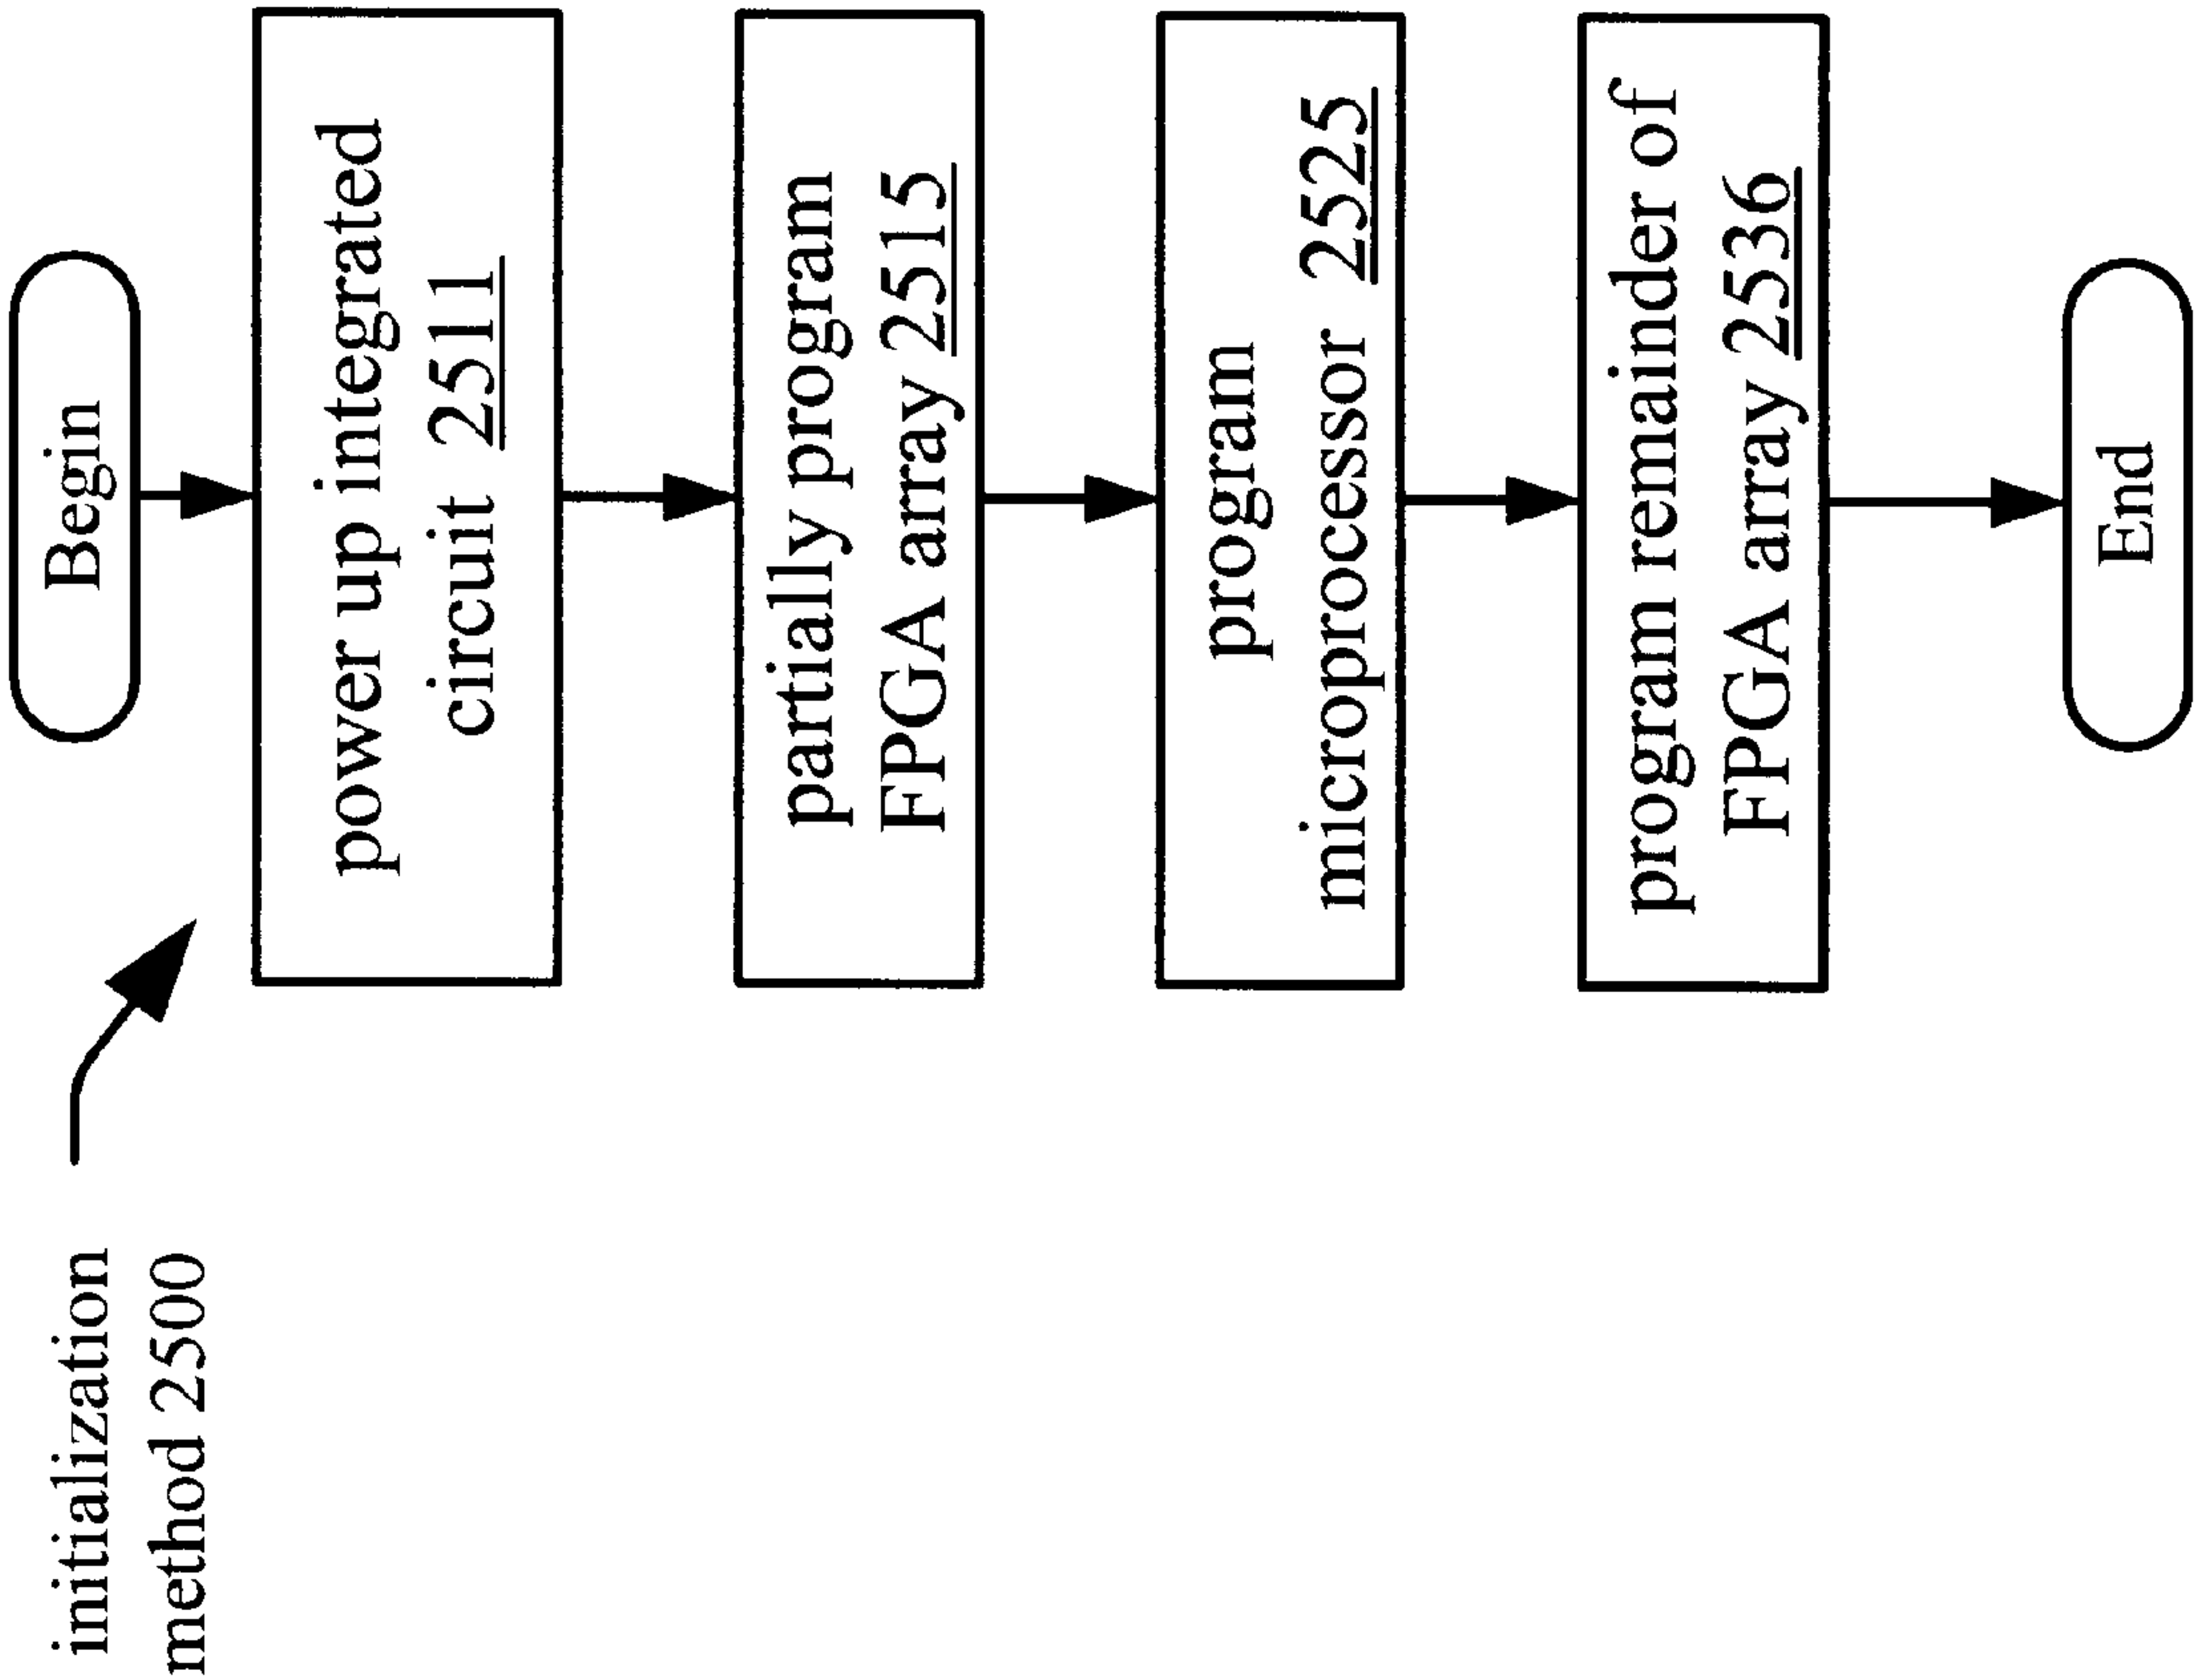 initialization
method 2500
Begin
power up integrated
circuit 2511
partially program
FPGA array 2515
program
microprocessor 2525
program remainder of
FPGA array 2536
End